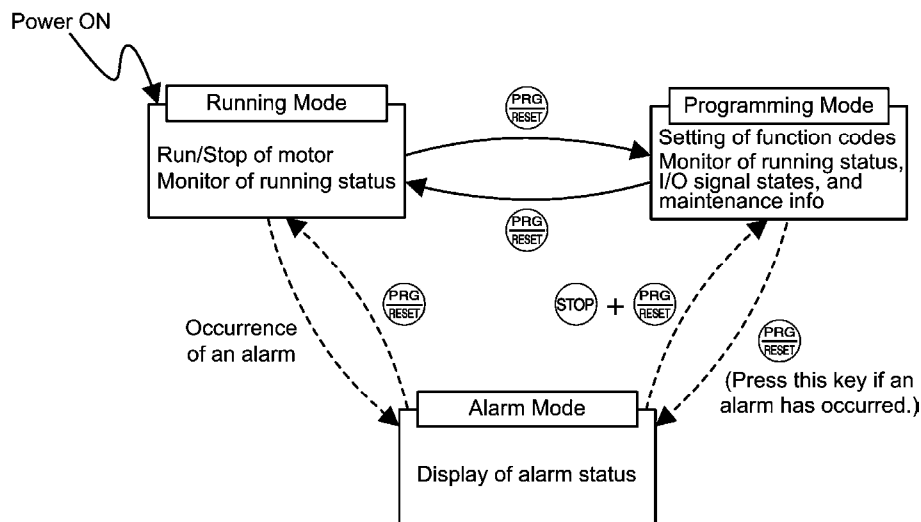 Power ON
Running Mode
Run/Stop of motor
Monitor of running status
PRG
RESET
PRG
RESET
Programming Mode
Setting of function codes
Monitor of running status,
I/O signal states, and
maintenance info
Occurrence
of an alarm
PRG
RESET
STOP + PRG
RESET
PRG
RESET
(Press this key if an
alarm has occurred.)
Alarm Mode
Display of alarm status